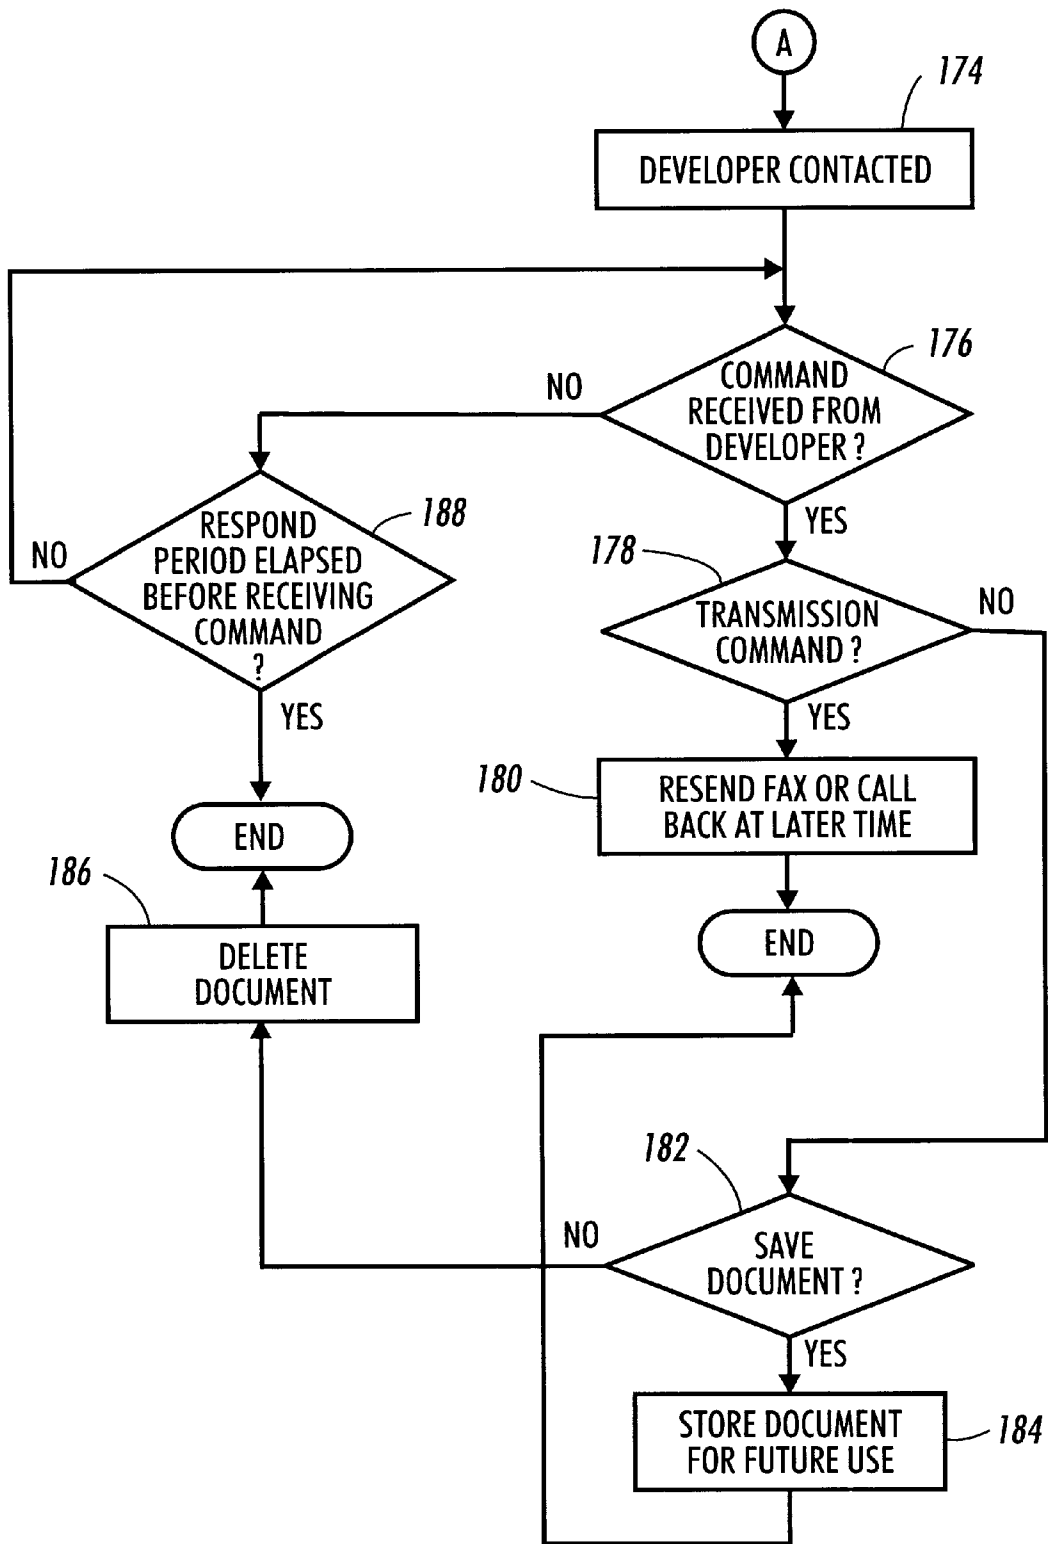 A
174
DEVELOPER CONTACTED
176
COMMAND
RECEIVED FROM
DEVELOPER ?
NO
YES
188
RESPOND
PERIOD ELAPSED
BEFORE RECEIVING
COMMAND
?
NO
YES
178
TRANSMISSION
COMMAND ?
NO
YES
180
RESEND FAX OR CALL
BACK AT LATER TIME
END
END
186
DELETE
DOCUMENT
182
SAVE
DOCUMENT ?
NO
YES
STORE DOCUMENT
FOR FUTURE USE
184